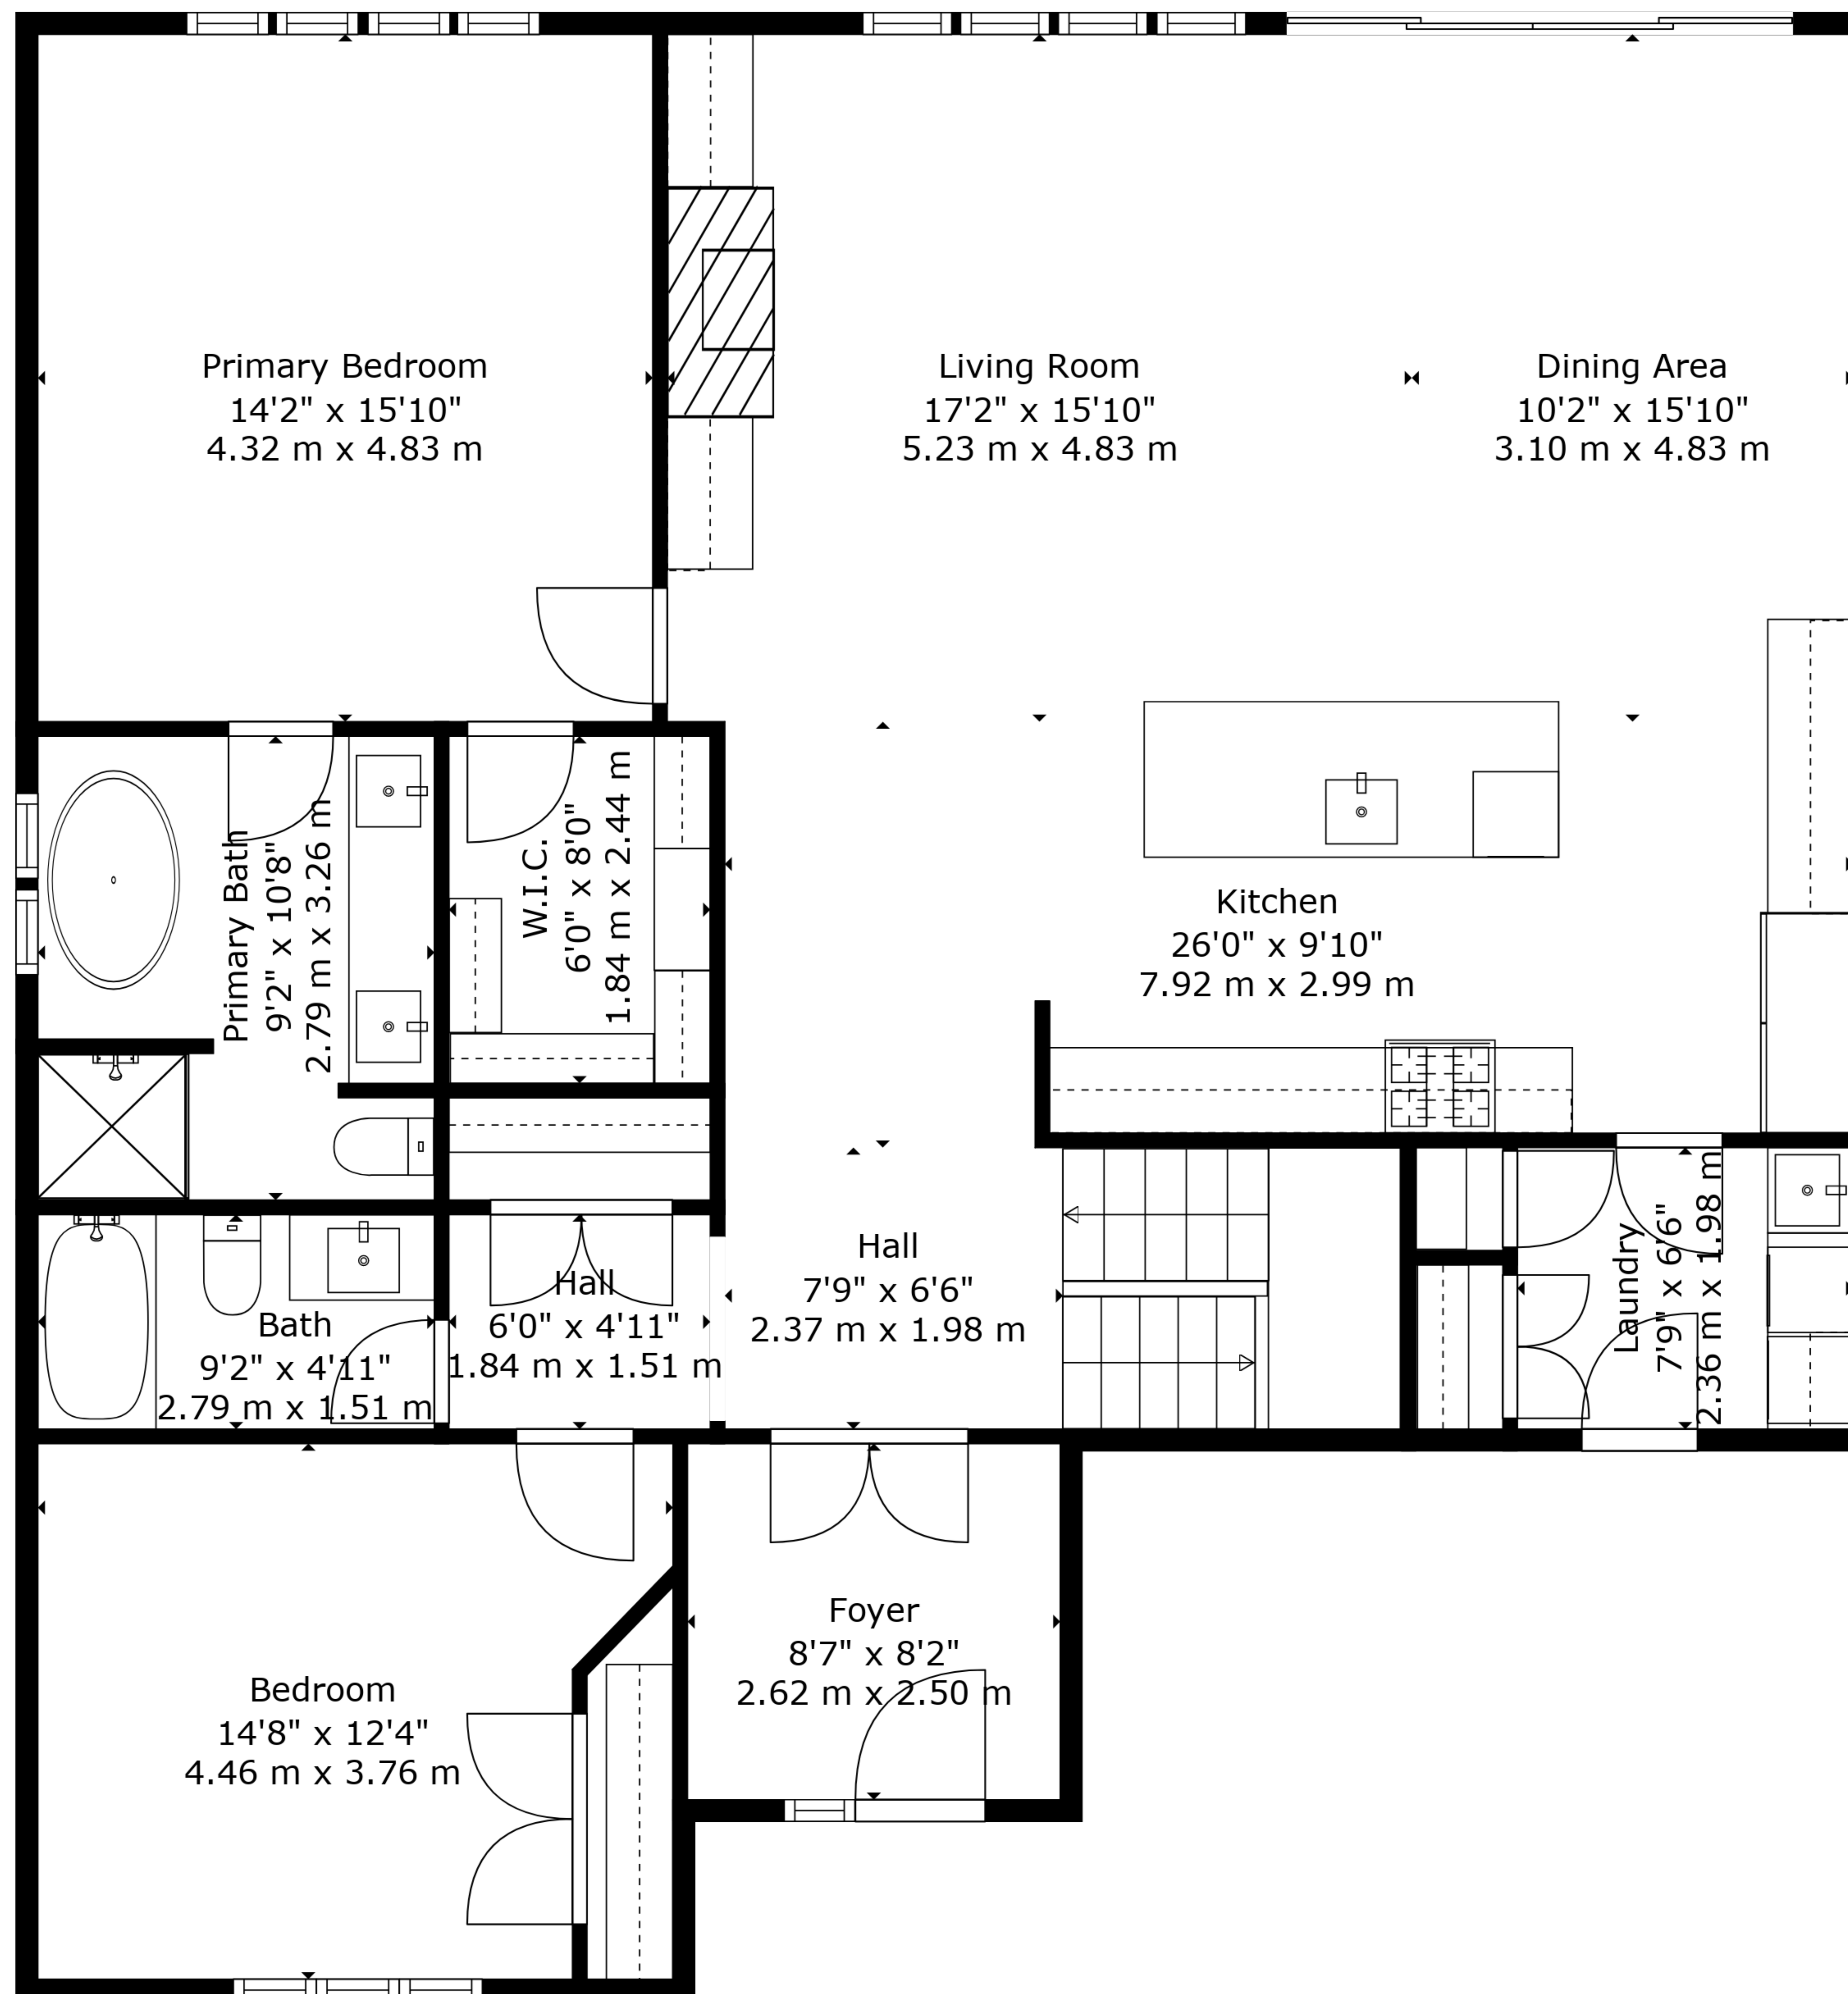 Primary Bedroom
14'2" x 15'10"
4.32 m x 4.83 m
Living Room
17'2" x 15'10"
5.23 m x 4.83 m
Dining Area
10'2" x 15'10"
3.10 m x 4.83 m
Primary Bath
9'2" x 10'8"
2.79 m x 3.26 m
W.I.C.
6'0" x 8'0"
1.84 m x 2.44 m
Kitchen
26'0" x 9'10"
7.92 m x 2.99 m
Bath
9'2" x 4'11"
2.79 m x 1.51 m
Hall
6'0" x 4'11"
1.84 m x 1.51 m
Hall
7'9" x 6'6"
2.37 m x 1.98 m
Laundry
7'9" x 6'6"
2.36 m x 1.98 m
Bedroom
14'8" x 12'4"
4.46 m x 3.76 m
Foyer
8'7" x 8'2"
2.62 m x 2.50 m